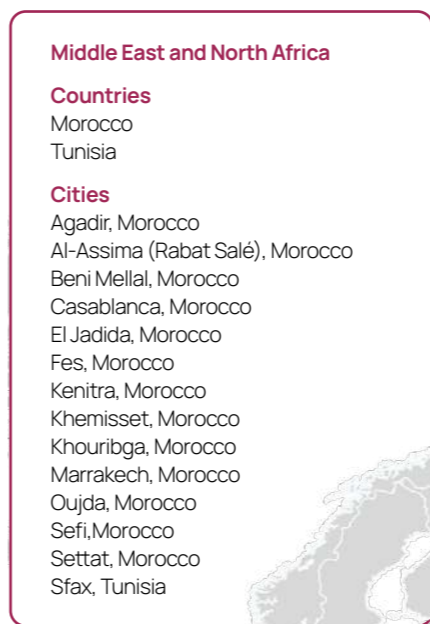 Middle East and North Africa
Countries
Morocco
Tunisia
Cities
Agadir, Morocco
Al-Assima (Rabat Salé), Morocco
Beni Mellal, Morocco
Casablanca, Morocco
El Jadida, Morocco
Fes, Morocco
Kenitra, Morocco
Khemisset, Morocco
Khouribga, Morocco
Marrakech, Morocco
Oujda, Morocco
Sefi,Morocco
Settat, Morocco
Sfax, Tunisia